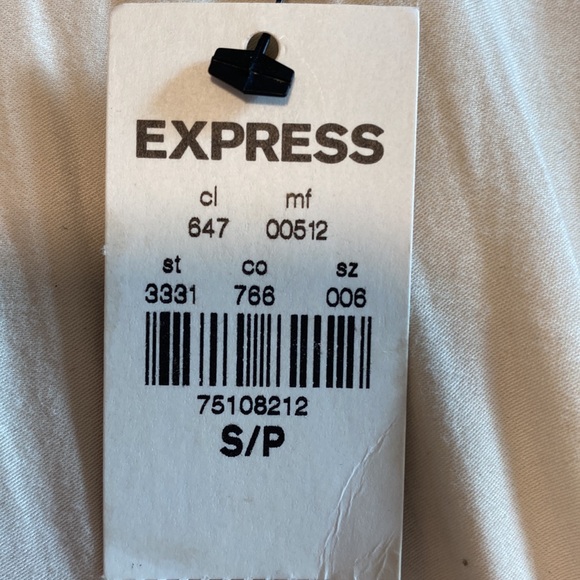 EXPRESS
cl mf
647 00512
st co sz
3331 766 006
75108212
S/P